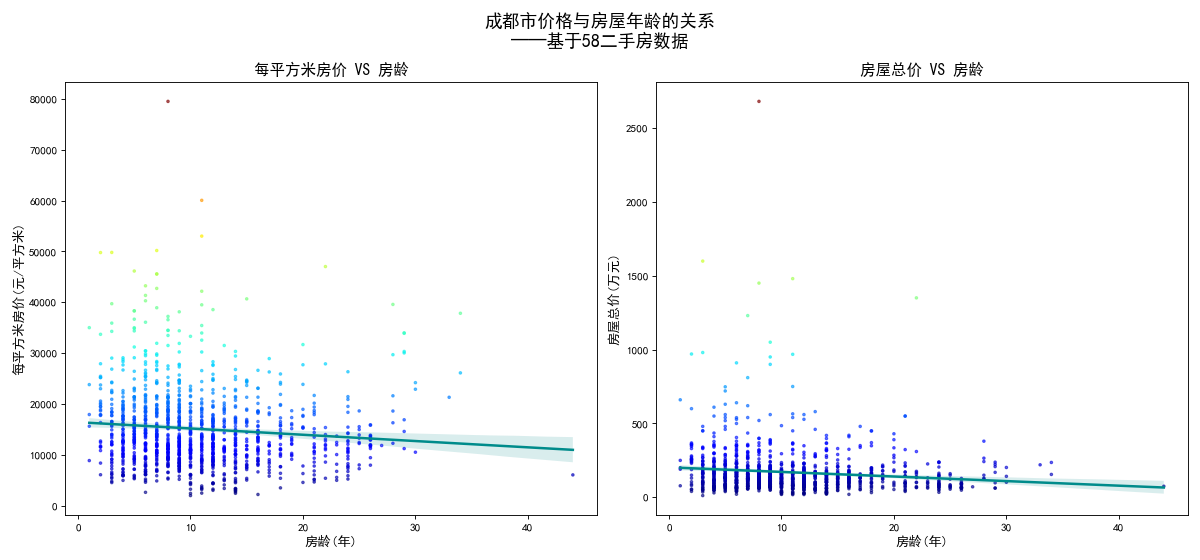 成都市价格与房屋年龄的关系
——基于58二手房数据
每平方米房价 VS 房龄
每平方米房价(元/平方米)
80000
70000
60000
50000
40000
30000
20000
10000
0
0 10 20 30 40
房龄(年)
房屋总价 VS 房龄
房屋总价(万元)
2500
2000
1500
1000
500
0
0 10 20 30 40
房龄(年)